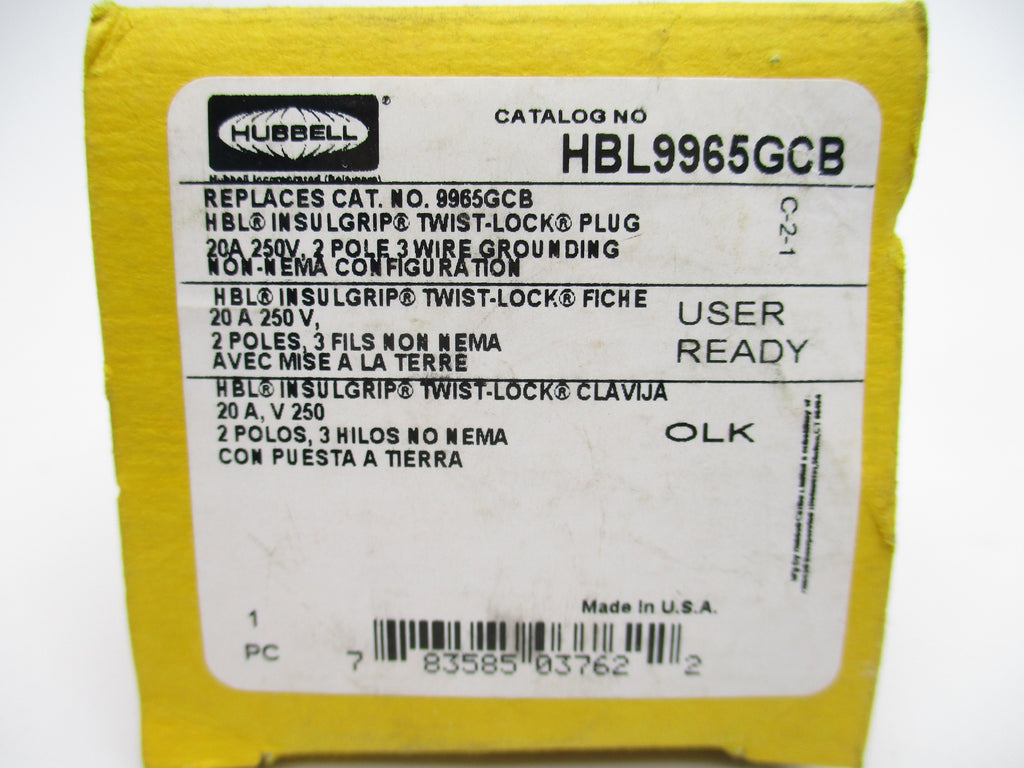 HUBBELL®
Hubbell Incorporated (Delaware)
CATALOG NO
HBL9965GCB
REPLACES CAT. NO. 9965GCB
HBL® INSULGRIP® TWIST-LOCK® PLUG
20A 250V, 2 POLE 3 WIRE GROUNDING
NON-NEMA CONFIGURATION
C-2-1
HBL® INSULGRIP® TWIST-LOCK® FICHE
20 A 250 V,
2 POLES, 3 FILS NON NEMA
AVEC MISE A LA TERRE
USER
READY
HBL® INSULGRIP® TWIST-LOCK® CLAVIJA
20 A, V 250
2 POLOS, 3 HILOS NO NEMA
CON PUESTA A TIERRA
OLK
Made in U.S.A.
1
PC
7 83585 03762 2